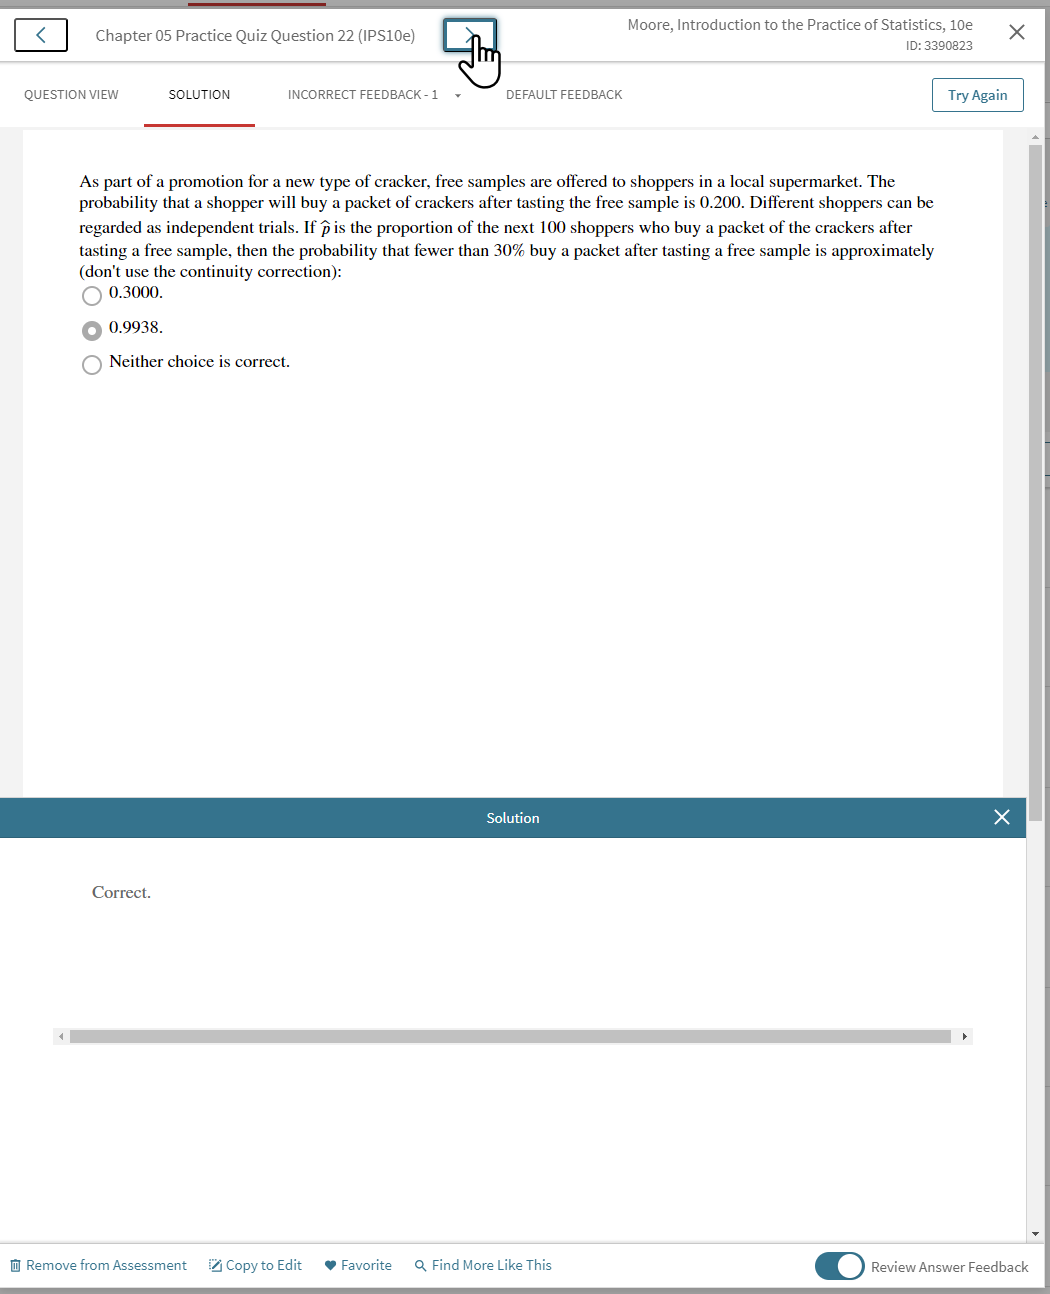 Chapter 05 Practice Quiz Question 22 (IPS10e)
Moore, Introduction to the Practice of Statistics, 10e
ID: 3390823
QUESTION VIEW
SOLUTION
INCORRECT FEEDBACK - 1
DEFAULT FEEDBACK
Try Again
As part of a promotion for a new type of cracker, free samples are offered to shoppers in a local supermarket. The
probability that a shopper will buy a packet of crackers after tasting the free sample is 0.200. Different shoppers can be
regarded as independent trials. If p̂ is the proportion of the next 100 shoppers who buy a packet of the crackers after
tasting a free sample, then the probability that fewer than 30% buy a packet after tasting a free sample is approximately
(don't use the continuity correction):
0.3000.
0.9938.
Neither choice is correct.
Solution
Correct.
Remove from Assessment
Copy to Edit
Favorite
Find More Like This
Review Answer Feedback